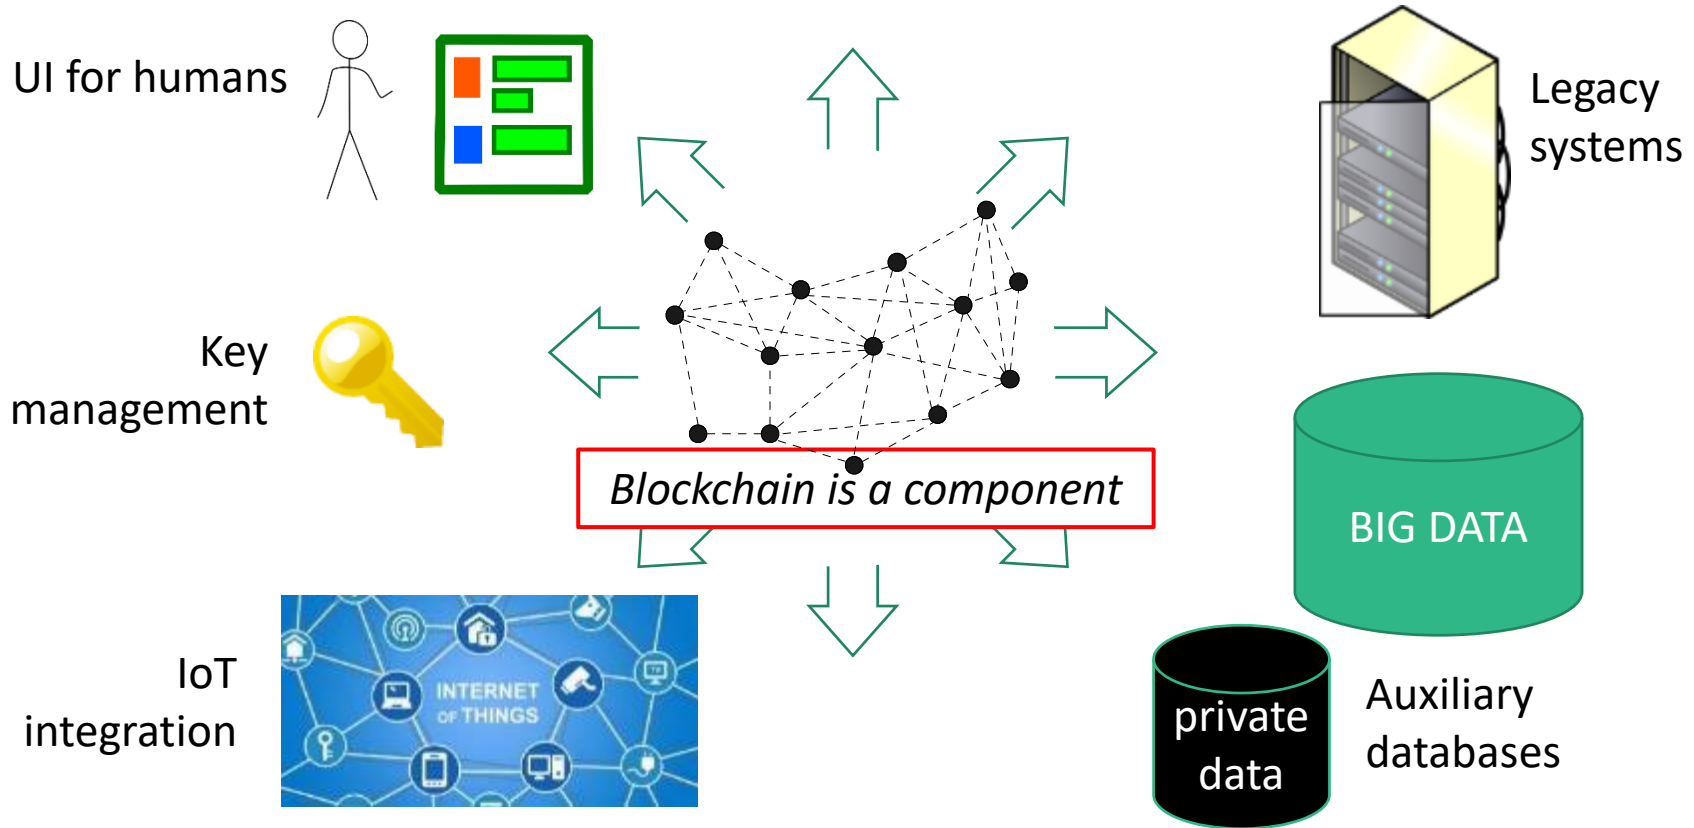 UI for humans
Legacy
systems
Key
management
Blockchain is a component
BIG DATA
IoT
integration
INTERNET
OF THINGS
private
data
Auxiliary
databases